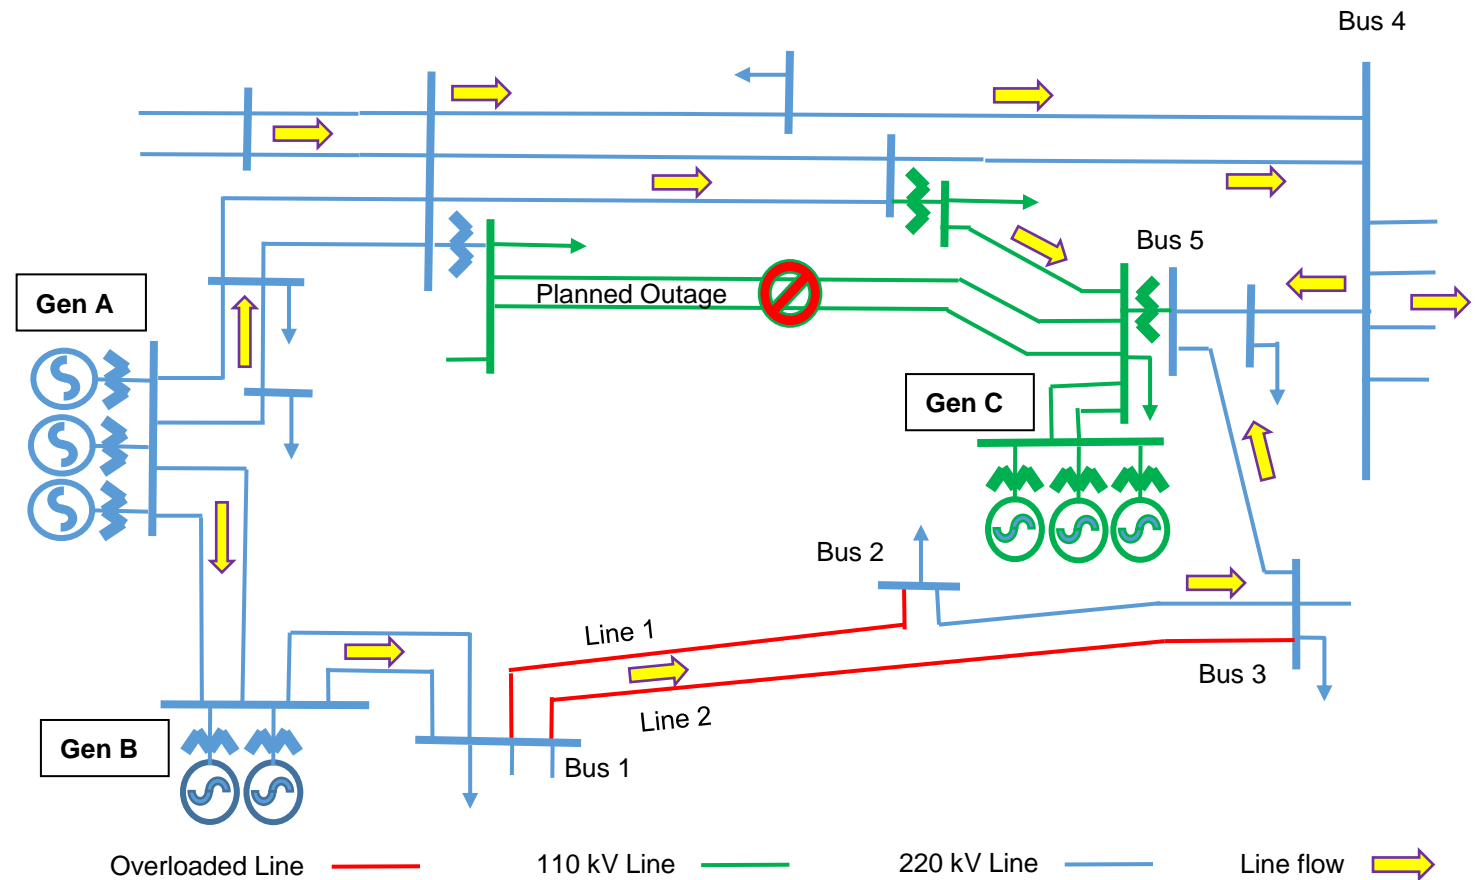 Bus 4
Bus 5
Planned Outage
Gen A
Gen C
Bus 2
Line 1
Bus 3
Line 2
Gen B
Bus 1
Overloaded Line
110 kV Line
220 kV Line
Line flow